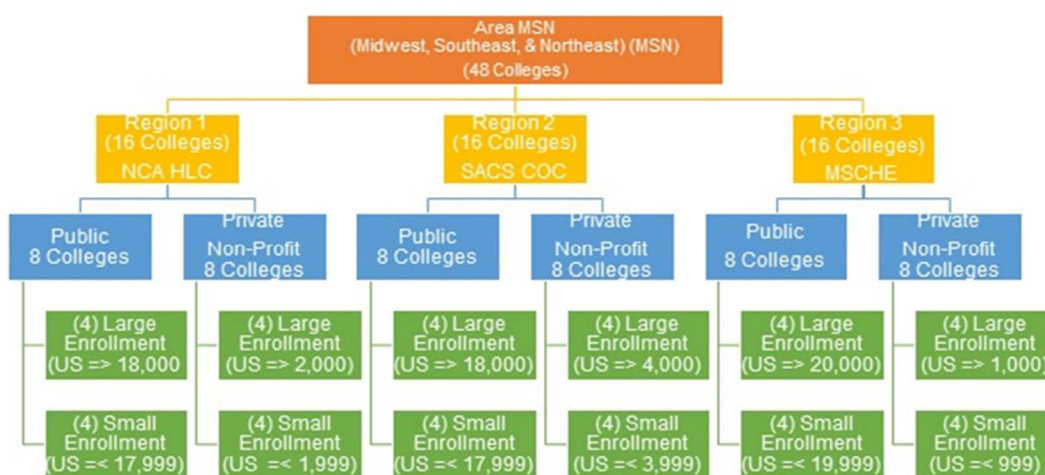 Area MSN
(Midwest, Southeast, & Northeast) (MSN)
(48 Colleges)
Region 1
(16 Colleges)
NCA HLC
Region 2
(16 Colleges)
SACS COC
Region 3
(16 Colleges)
MSCHE
Public
8 Colleges
Private
Non-Profit
8 Colleges
Public
8 Colleges
Private
Non-Profit
8 Colleges
Public
8 Colleges
Private
Non-Profit
8 Colleges
(4) Large
Enrollment
(US => 18,000
(4) Large
Enrollment
(US => 2,000)
(4) Large
Enrollment
(US => 18,000)
(4) Large
Enrollment
(US => 4,000)
(4) Large
Enrollment
(US => 20,000)
(4) Large
Enrollment
(US => 1,000)
(4) Small
Enrollment
(US =< 17,999)
(4) Small
Enrollment
(US =< 1,999)
(4) Small
Enrollment
(US =< 17,999)
(4) Small
Enrollment
(US =< 3,999)
(4) Small
Enrollment
(US =< 19,999)
(4) Small
Enrollment
(US =< 999)